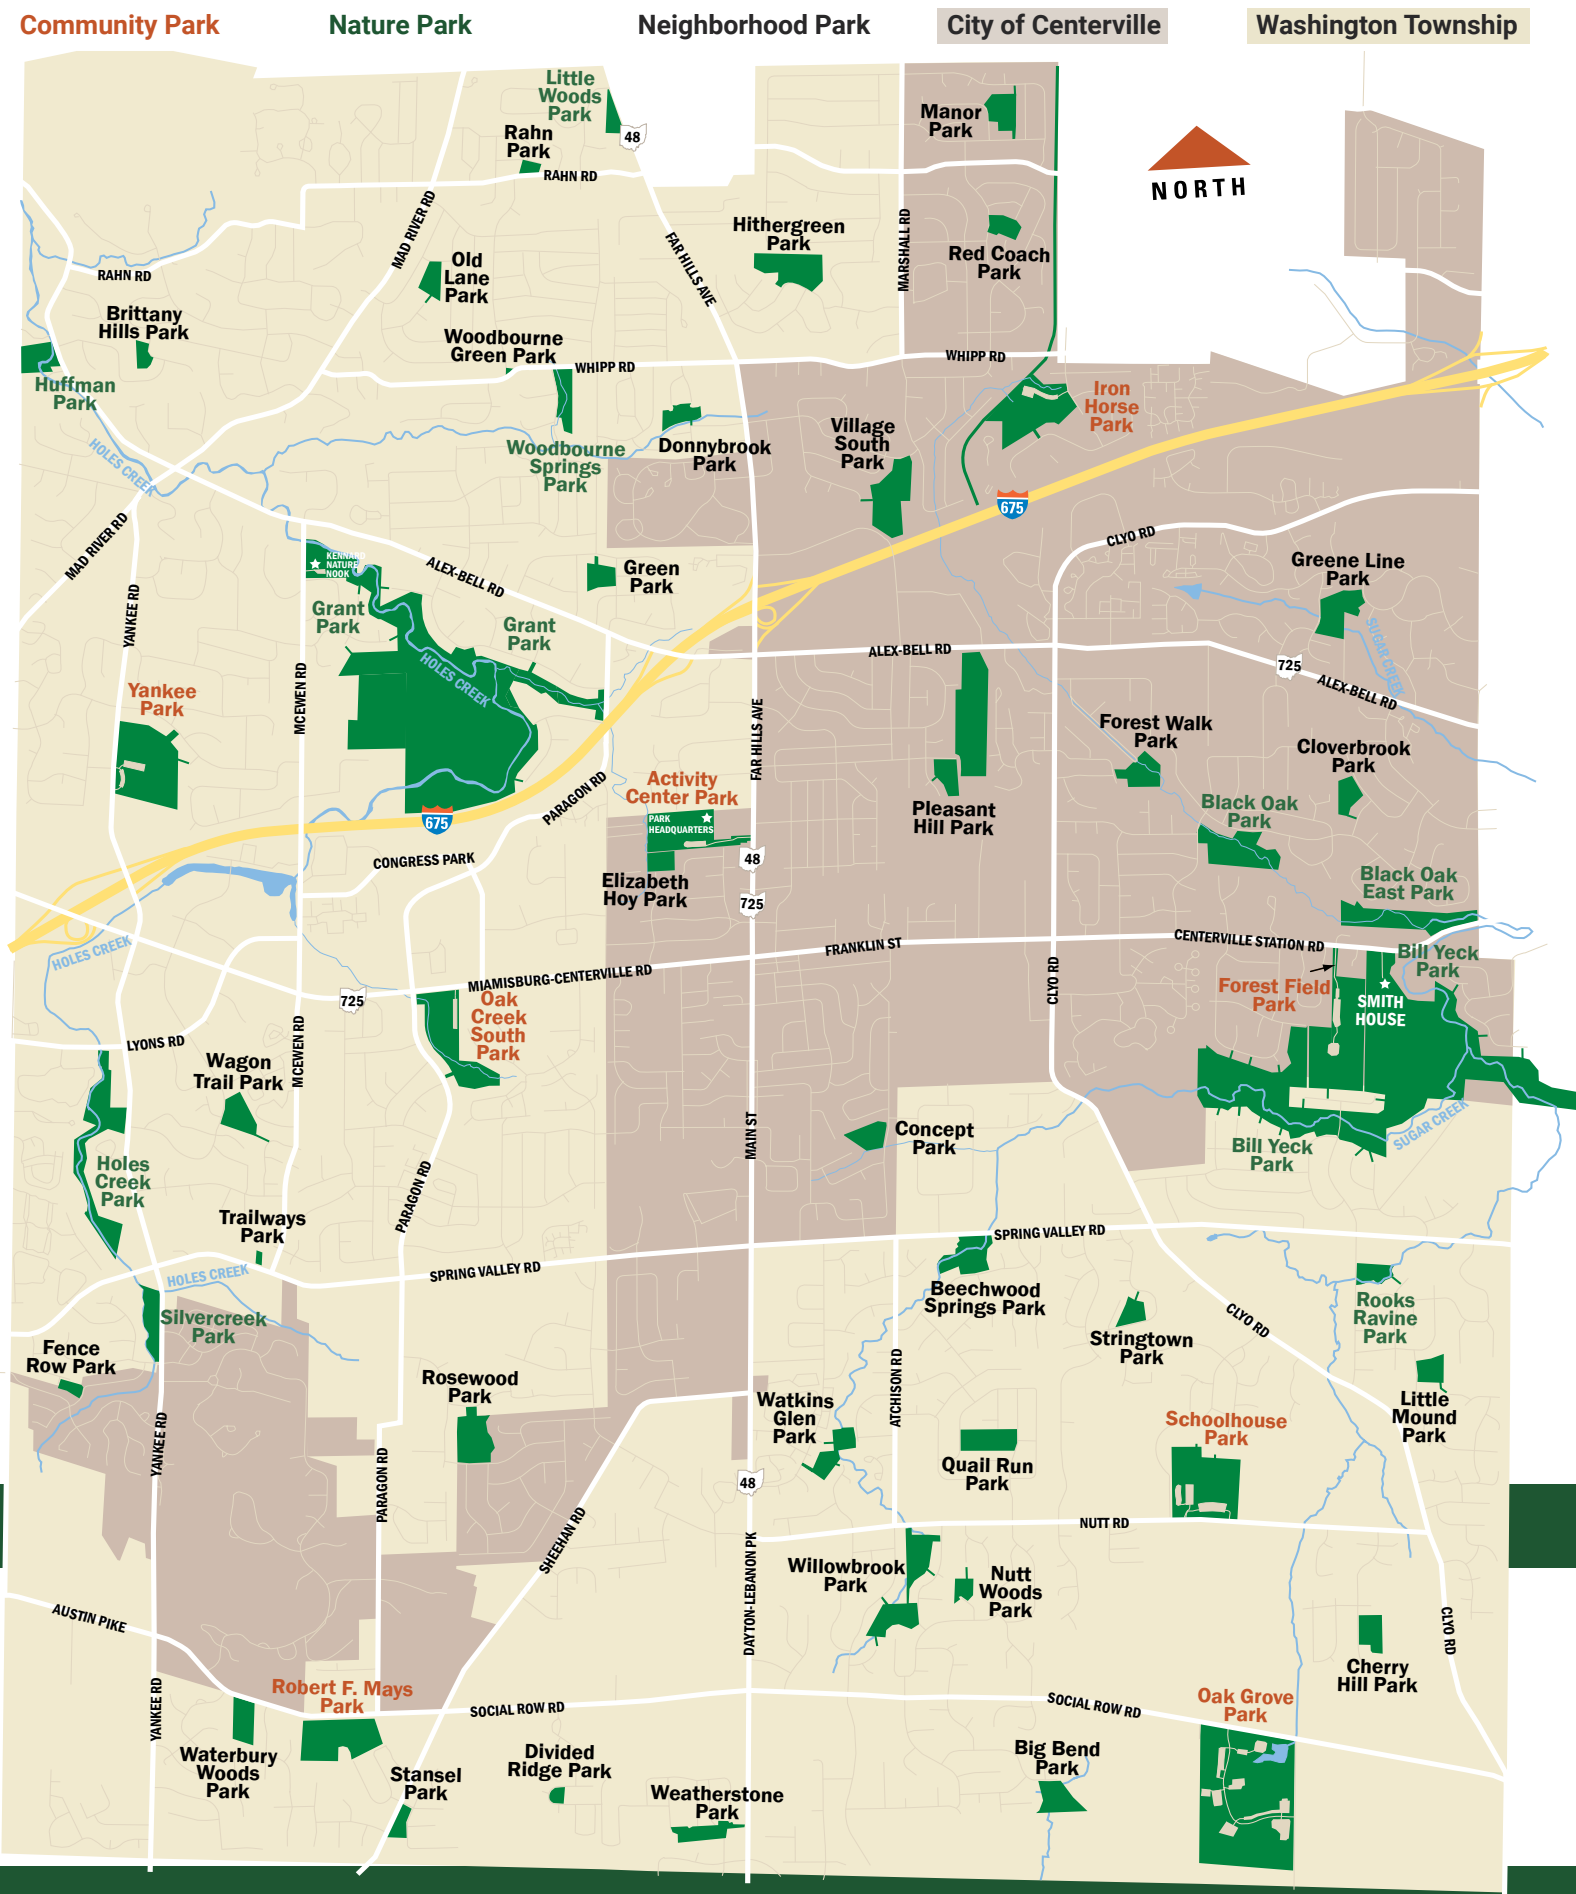 Community Park
Nature Park
Neighborhood Park
City of Centerville
Washington Township
Little
Woods
Park
Rahn
Park
48
RAHN RD
Manor
Park
NORTH
MAD RIVER RD
FAR HILLS AVE
Hithergreen
Park
MARSHALL RD
Red Coach
Park
RAHN RD
Old
Lane
Park
Brittany
Hills Park
Woodbourne
Green Park
WHIPP RD
WHIPP RD
Huffman
Park
Iron
Horse
Park
HOLES CREEK
Woodbourne
Springs
Park
Donnybrook
Park
Village
South
Park
675
MAD RIVER RD
CLYO RD
KENNARD
NATURE
NOOK
ALEX-BELL RD
Green
Park
Greene Line
Park
YANKEE RD
Grant
Park
Grant
Park
SUGAR CREEK
HOLES CREEK
MCEWEN RD
ALEX-BELL RD
725
ALEX-BELL RD
Yankee
Park
FAR HILLS AVE
Forest Walk
Park
Cloverbrook
Park
Activity
Center Park
PARAGON RD
PARK
HEADQUARTERS
675
Pleasant
Hill Park
Black Oak
Park
CONGRESS PARK
48
Elizabeth
Hoy Park
725
Black Oak
East Park
HOLES CREEK
FRANKLIN ST
CENTERVILLE STATION RD
Bill Yeck
Park
MIAMISBURG-CENTERVILLE RD
725
CLYO RD
Forest Field
Park
SMITH
HOUSE
Oak
Creek
South
Park
LYONS RD
MCEWEN RD
Wagon
Trail Park
MAIN ST
Concept
Park
SUGAR CREEK
Bill Yeck
Park
Holes
Creek
Park
PARAGON RD
Trailways
Park
SPRING VALLEY RD
HOLES CREEK
SPRING VALLEY RD
Beechwood
Springs Park
Silvercreek
Park
Stringtown
Park
CLYO RD
Rooks
Ravine
Park
Fence
Row Park
Rosewood
Park
ATCHISON RD
Watkins
Glen
Park
Little
Mound
Park
Schoolhouse
Park
YANKEE RD
PARAGON RD
Quail Run
Park
48
NUTT RD
SHEEHAN RD
DAYTON-LEBANON PK
Willowbrook
Park
Nutt
Woods
Park
AUSTIN PIKE
CLYO RD
Cherry
Hill Park
YANKEE RD
Robert F. Mays
Park
SOCIAL ROW RD
SOCIAL ROW RD
Oak Grove
Park
Waterbury
Woods
Park
Stansel
Park
Divided
Ridge Park
Big Bend
Park
Weatherstone
Park